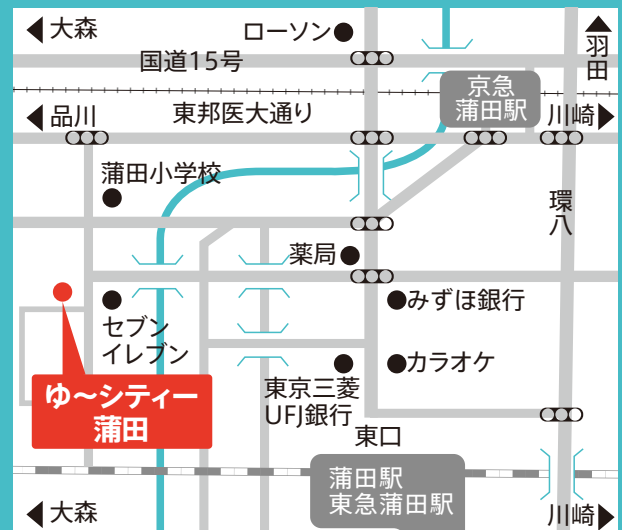 大森
ローソン
国道15号
羽田
京急
蒲田駅
品川
東邦医大通り
川崎
蒲田小学校
環八
薬局
みずほ銀行
セブン
イレブン
カラオケ
ゆ〜シティー
蒲田
東京三菱
UFJ銀行
東口
蒲田駅
東急蒲田駅
大森
川崎